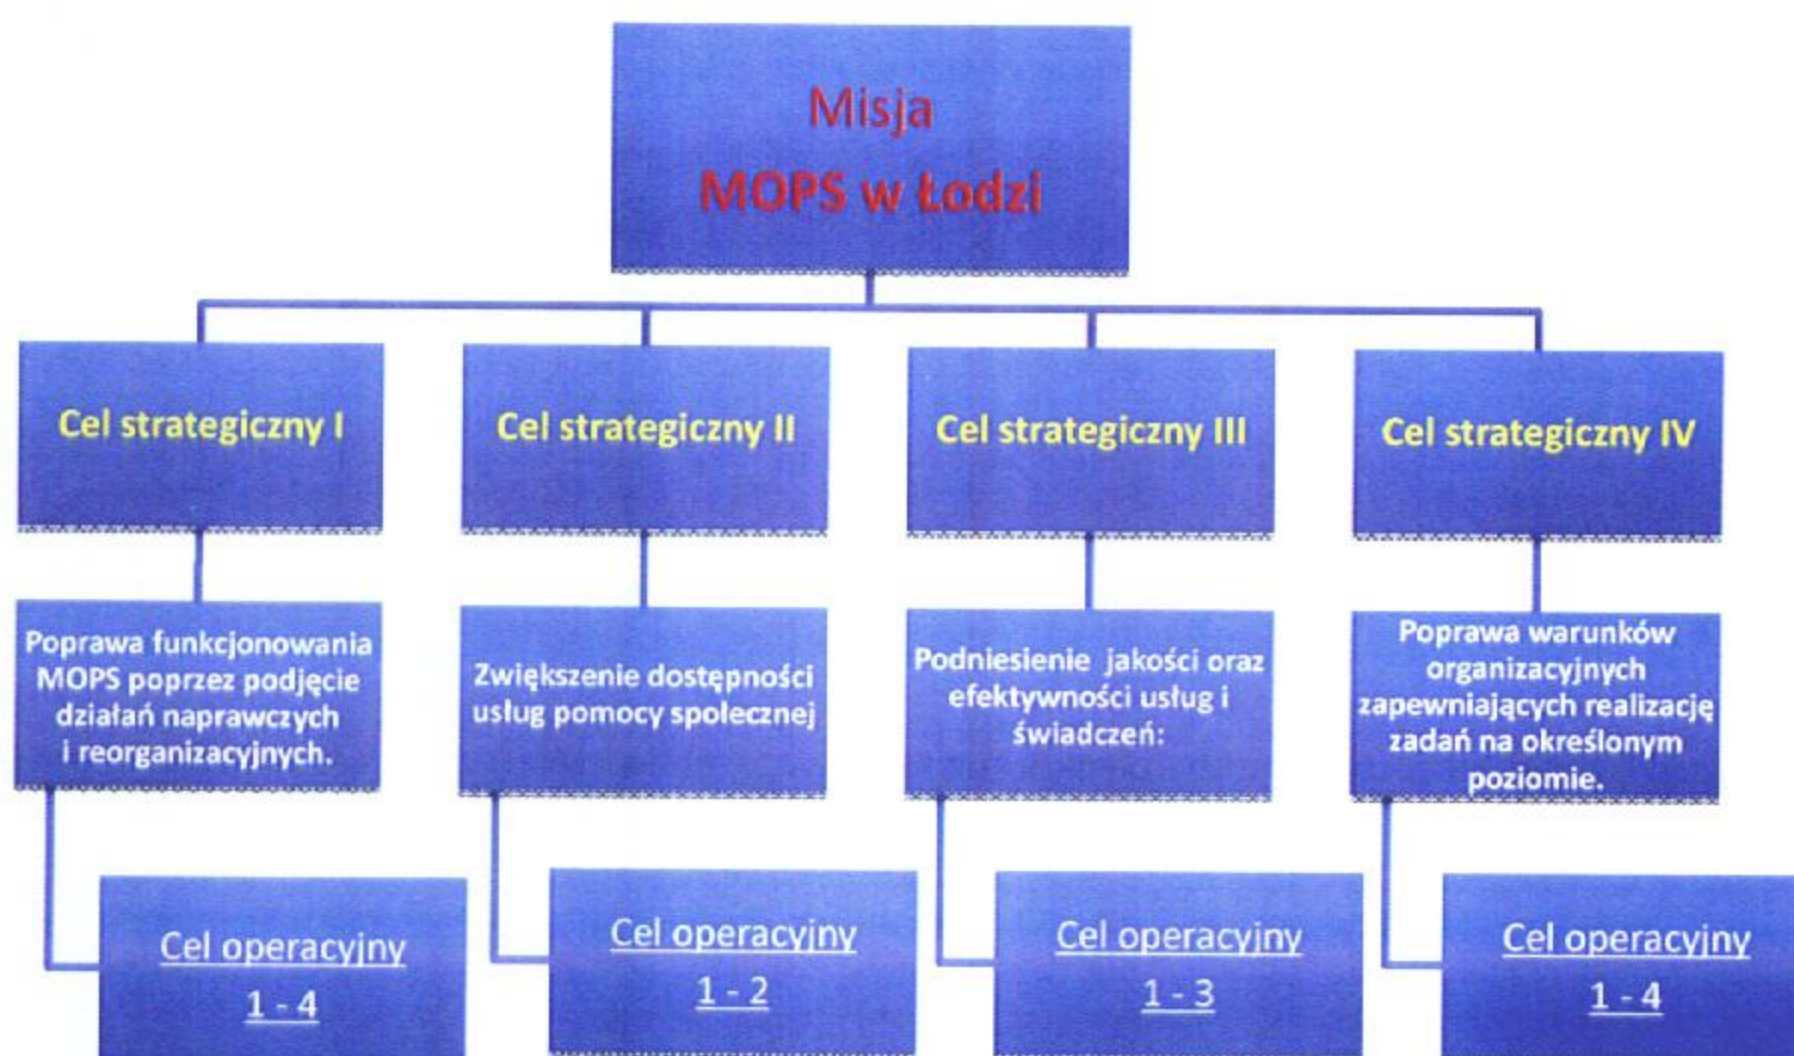 Misja
MOPS w Łodzi
Cel strategiczny I
Cel strategiczny II
Cel strategiczny III
Cel strategiczny IV
Poprawa funkcjonowania
MOPS poprzez podjęcie
działań naprawczych
i reorganizacyjnych.
Zwiększenie dostępności
usług pomocy społecznej
Podniesienie jakości oraz
efektywności usług i
świadczeń:
Poprawa warunków
organizacyjnych
zapewniających realizację
zadań na określonym
poziomie.
Cel operacyjny
1 - 4
Cel operacyjny
1 - 2
Cel operacyjny
1 - 3
Cel operacyjny
1 - 4